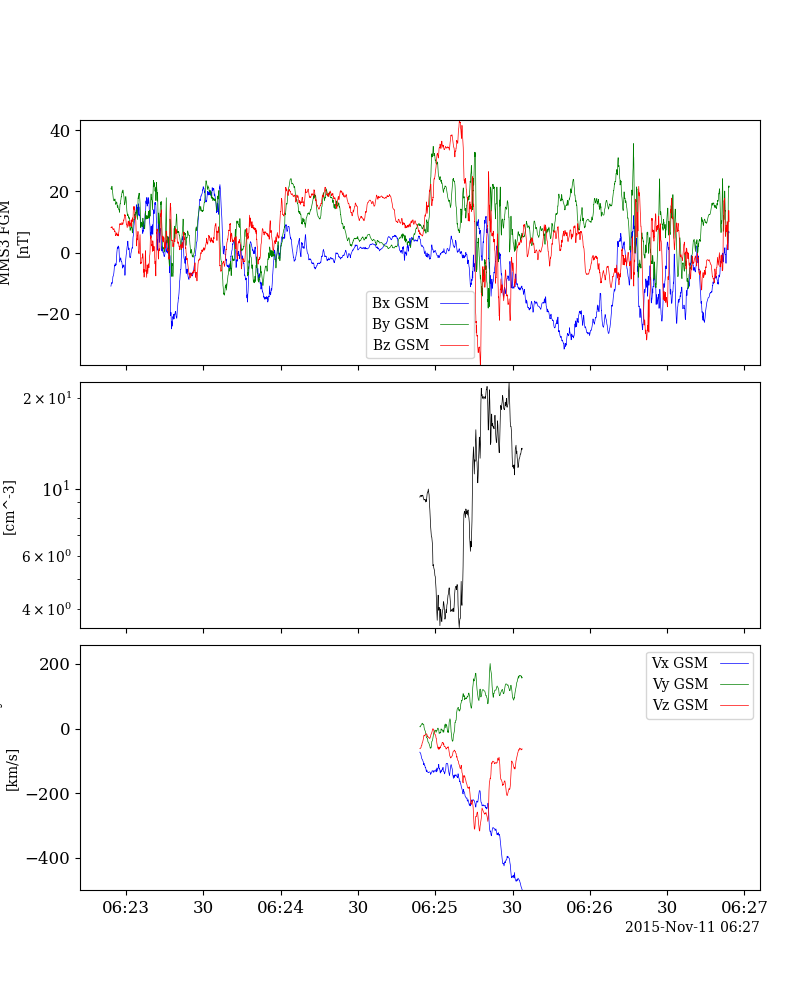 40
20
0
−20
MMS3 FGM
[nT]
Bx GSM
By GSM
Bz GSM
2 × 10¹
10¹
6 × 10⁰
4 × 10⁰
[cm^-3]
200
0
−200
−400
[km/s]
Vx GSM
Vy GSM
Vz GSM
06:23 30 06:24 30 06:25 30 06:26 30 06:27
2015-Nov-11 06:27